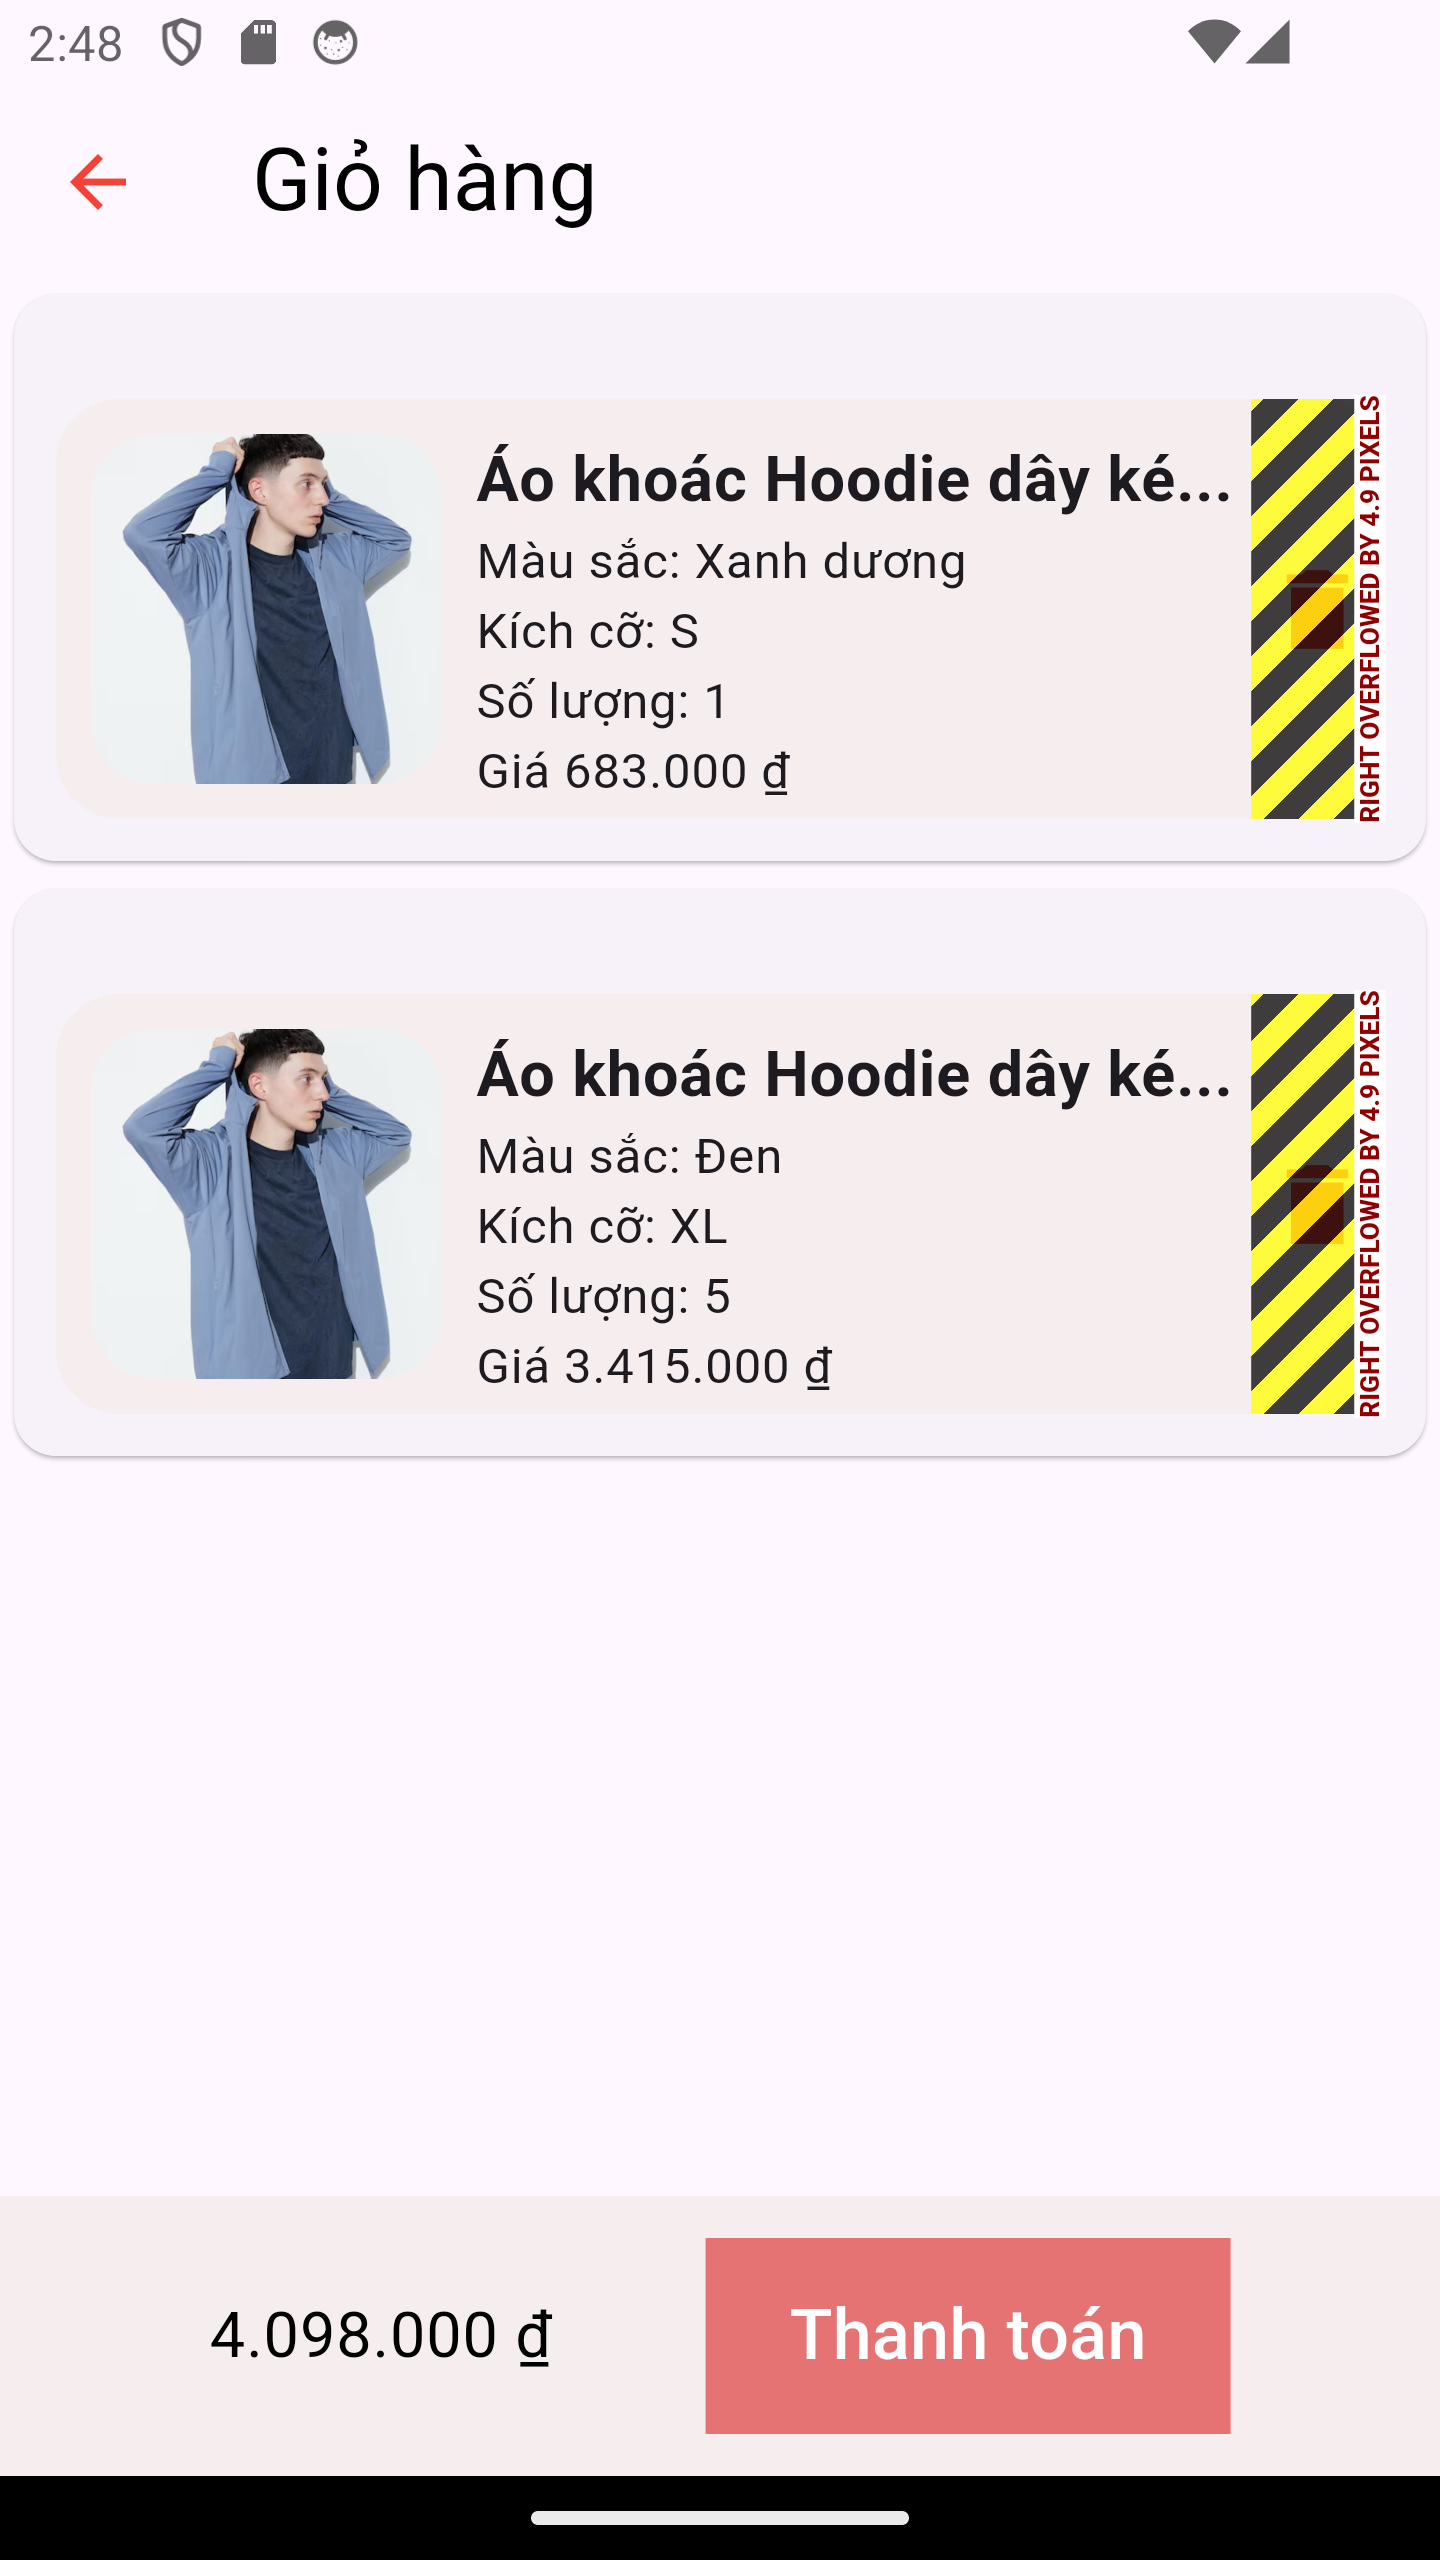 2:48
Giỏ hàng
Áo khoác Hoodie dây ké...
Màu sắc: Xanh dương
Kích cỡ: S
Số lượng: 1
Giá 683.000 ₫
RIGHT OVERFLOWED BY 4.9 PIXELS
Áo khoác Hoodie dây ké...
Màu sắc: Đen
Kích cỡ: XL
Số lượng: 5
Giá 3.415.000 ₫
RIGHT OVERFLOWED BY 4.9 PIXELS
4.098.000 ₫
Thanh toán